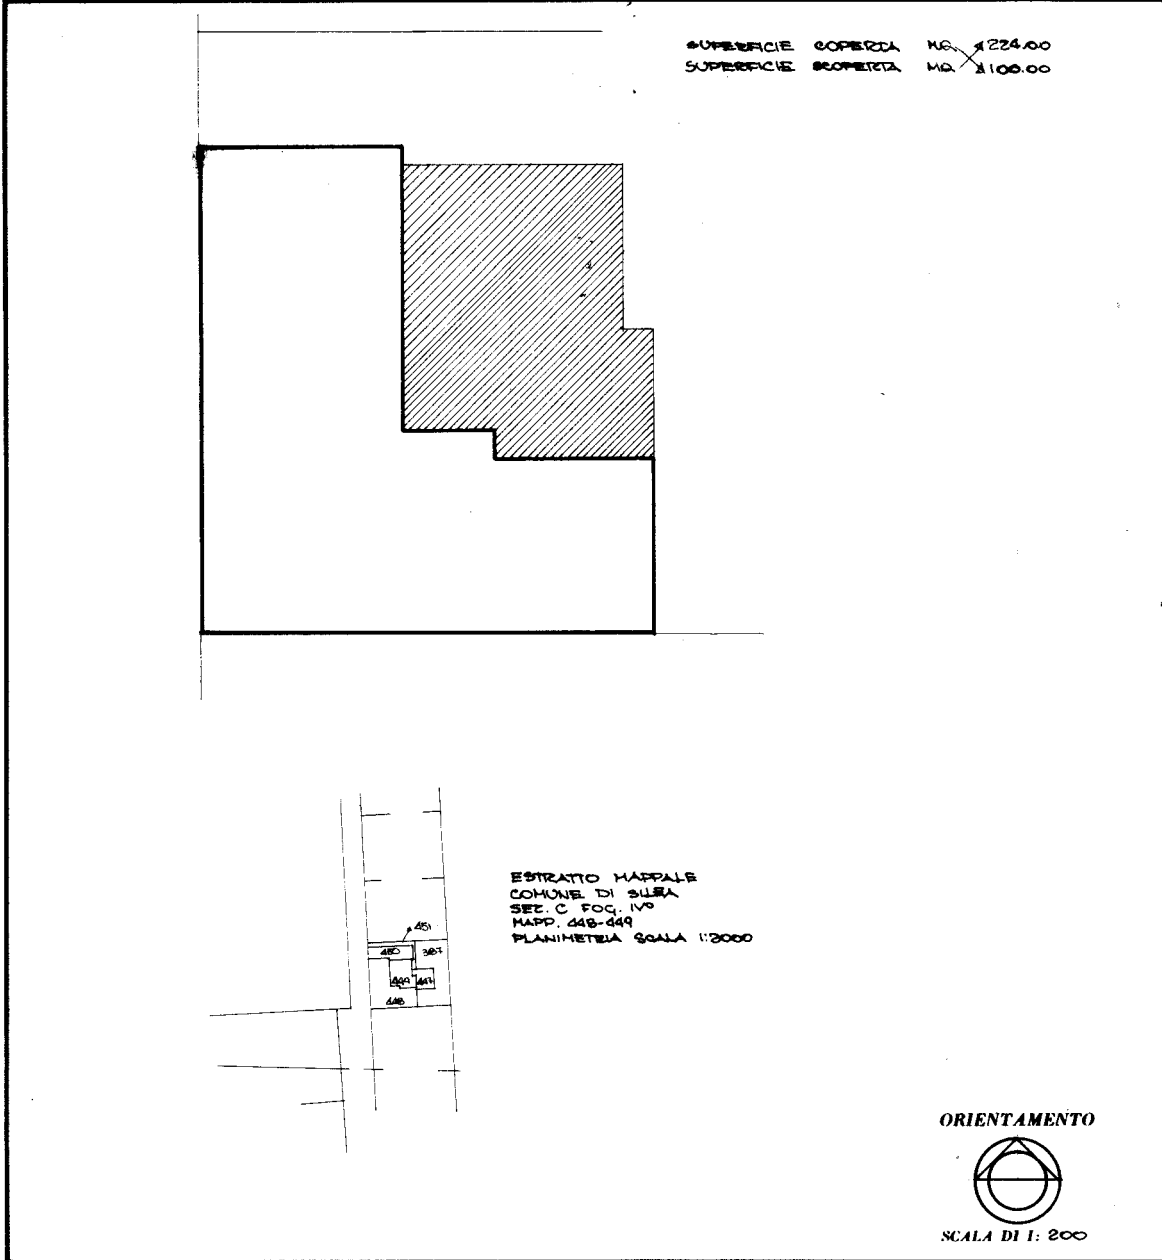 SUPERFICIE COPERTA MQ 224.00
SUPERFICIE SCOPERTA MQ 100.00
ESTRATTO MAPPALE
COMUNE DI SILEA
SEZ. C FOG. IVº
MAPP. 448-449
PLANIMETRIA SCALA 1:2000
451
450 387
449 447
448
ORIENTAMENTO
SCALA DI 1: 200